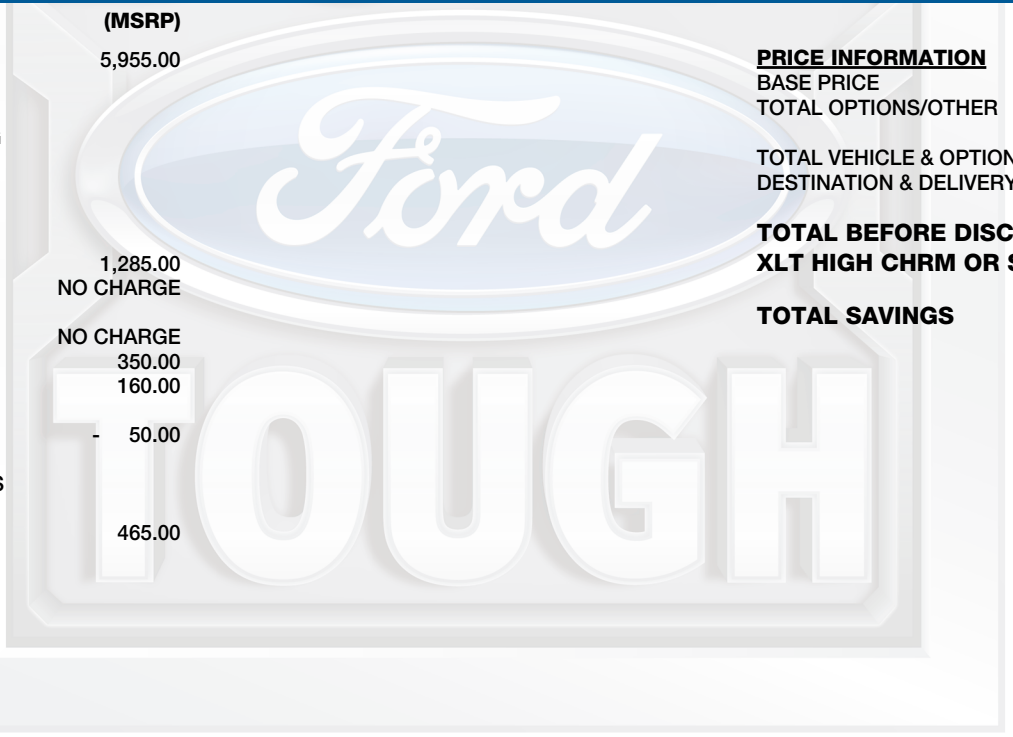 (MSRP)
5,955.00
1,285.00
NO CHARGE
NO CHARGE
350.00
160.00
- 50.00
S
465.00
PRICE INFORMATION
BASE PRICE
TOTAL OPTIONS/OTHER
TOTAL VEHICLE & OPTION
DESTINATION & DELIVERY
TOTAL BEFORE DISC
XLT HIGH CHRM OR S
TOTAL SAVINGS
Ford
TOUGH